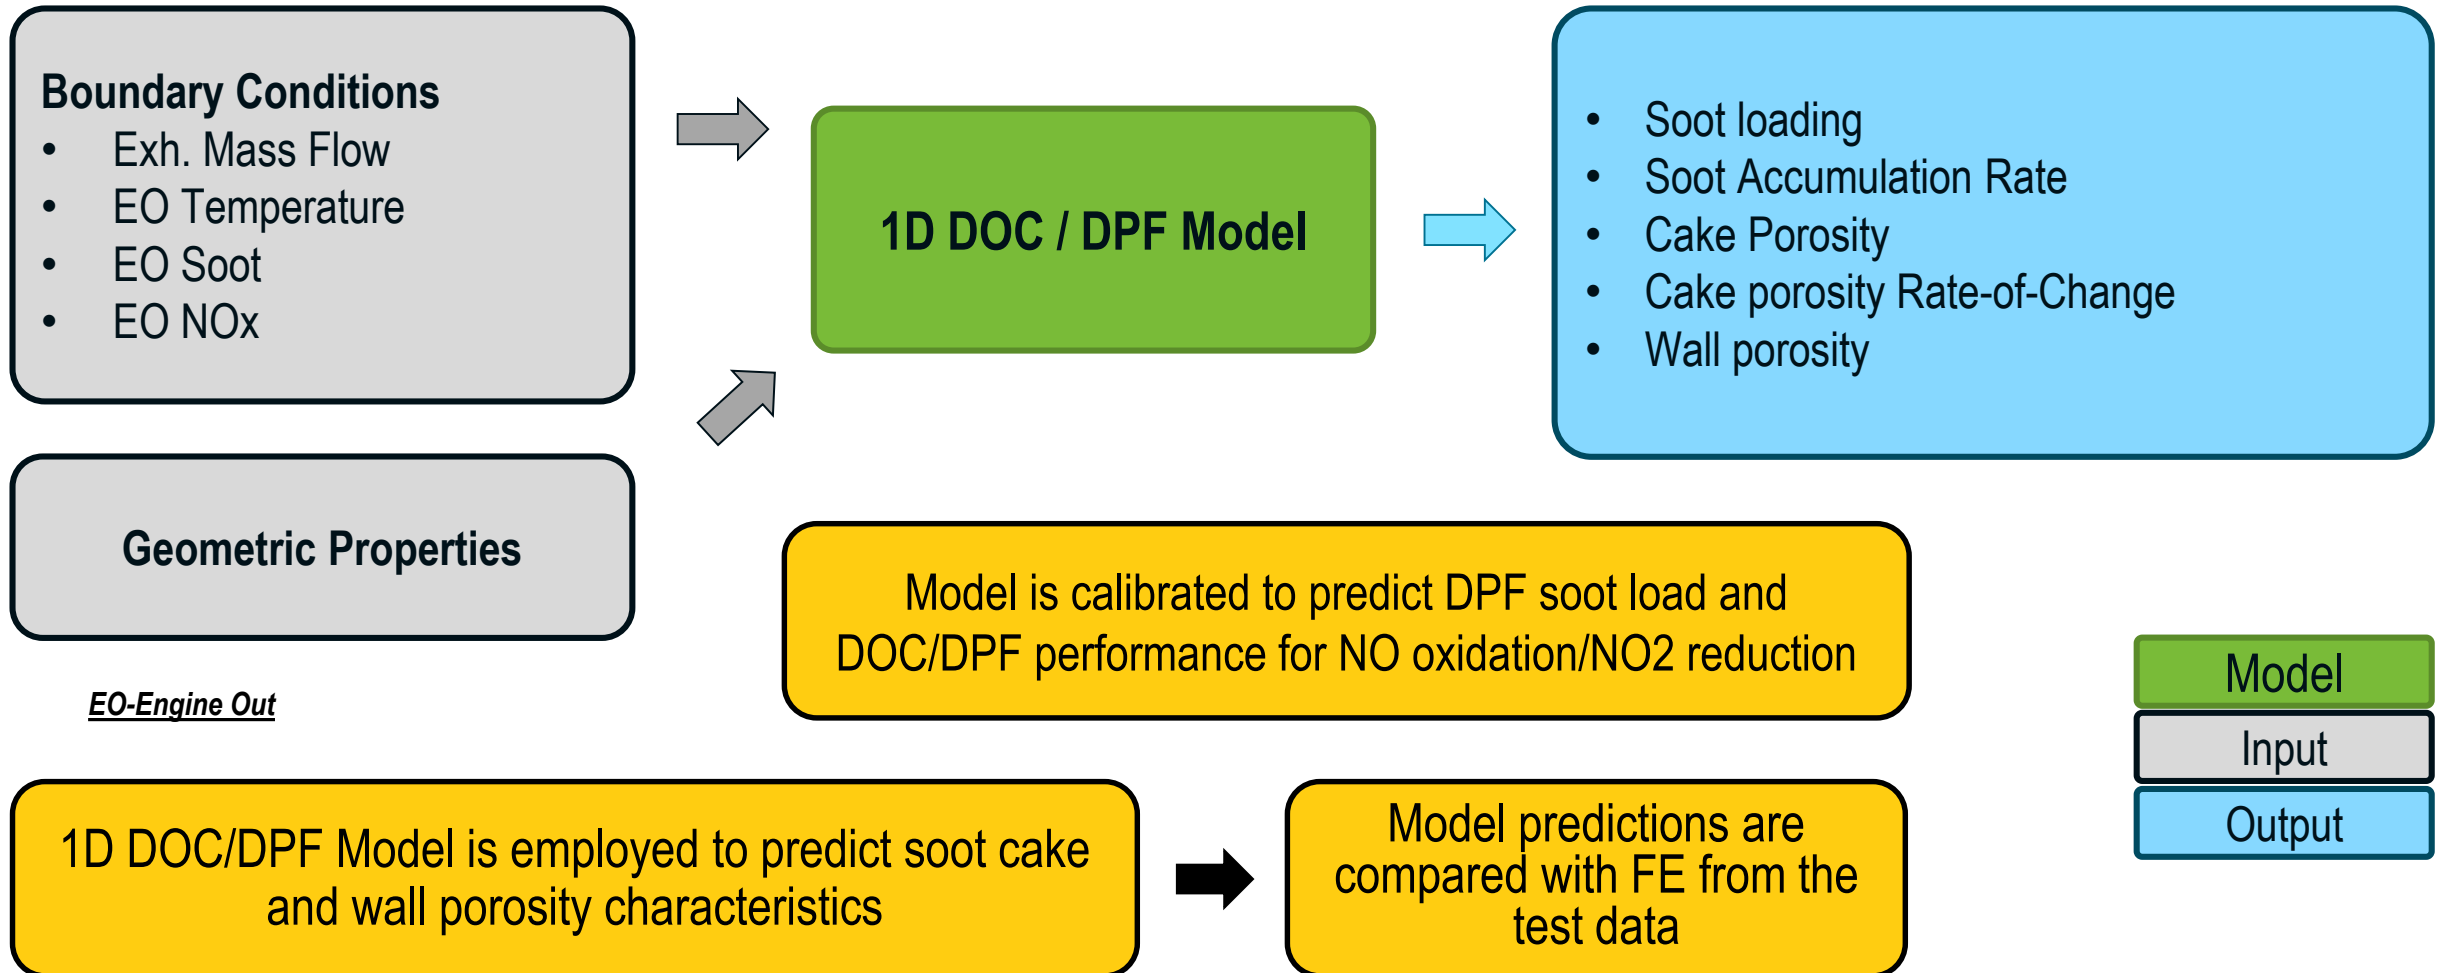 Boundary Conditions
• Exh. Mass Flow
• EO Temperature
• EO Soot
• EO NOx
1D DOC / DPF Model
• Soot loading
• Soot Accumulation Rate
• Cake Porosity
• Cake porosity Rate-of-Change
• Wall porosity
Geometric Properties
Model is calibrated to predict DPF soot load and
DOC/DPF performance for NO oxidation/NO2 reduction
EO-Engine Out
Model
Input
Output
1D DOC/DPF Model is employed to predict soot cake
and wall porosity characteristics
Model predictions are
compared with FE from the
test data